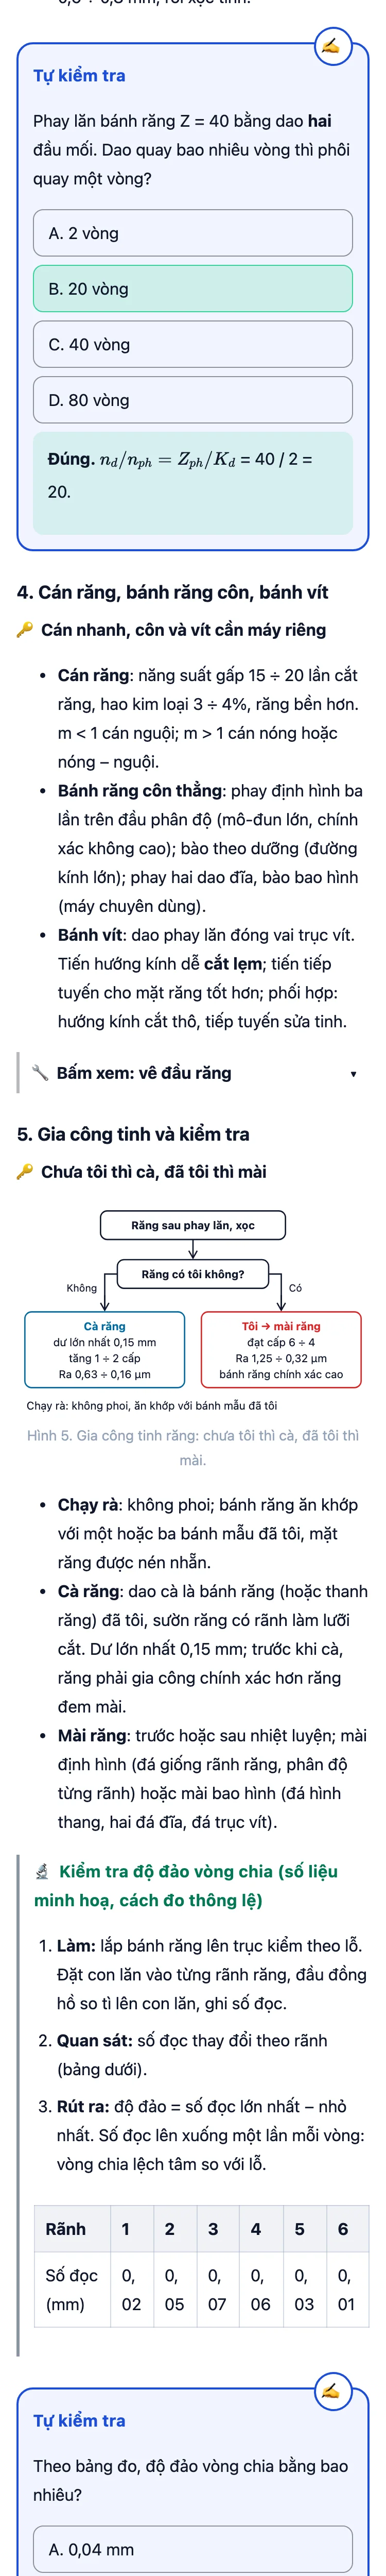 Tự kiểm tra
Phay lăn bánh răng Z = 40 bằng dao hai
đầu mối. Dao quay bao nhiêu vòng thì phôi
quay một vòng?
A. 2 vòng
B. 20 vòng
C. 40 vòng
D. 80 vòng
Đúng. n_d/n_ph = Z_ph/K_d = 40 / 2 =
20.
4. Cán răng, bánh răng côn, bánh vít
🔑 Cán nhanh, côn và vít cần máy riêng
• Cán răng: năng suất gấp 15 ÷ 20 lần cắt
răng, hao kim loại 3 ÷ 4%, răng bền hơn.
m < 1 cán nguội; m > 1 cán nóng hoặc
nóng – nguội.
• Bánh răng côn thẳng: phay định hình ba
lần trên đầu phân độ (mô-đun lớn, chính
xác không cao); bào theo dưỡng (đường
kính lớn); phay hai dao đĩa, bào bao hình
(máy chuyên dùng).
• Bánh vít: dao phay lăn đóng vai trục vít.
Tiến hướng kính dễ cắt lẹm; tiến tiếp
tuyến cho mặt răng tốt hơn; phối hợp:
hướng kính cắt thô, tiếp tuyến sửa tinh.
🔧 Bấm xem: vê đầu răng ▼
5. Gia công tinh và kiểm tra
🔑 Chưa tôi thì cà, đã tôi thì mài
Răng sau phay lăn, xọc
Răng có tôi không?
Không
Có
Cà răng
dư lớn nhất 0,15 mm
tăng 1 ÷ 2 cấp
Ra 0,63 ÷ 0,16 µm
Tôi → mài răng
đạt cấp 6 ÷ 4
Ra 1,25 ÷ 0,32 µm
bánh răng chính xác cao
Chạy rà: không phoi, ăn khớp với bánh mẫu đã tôi
Hình 5. Gia công tinh răng: chưa tôi thì cà, đã tôi thì
mài.
• Chạy rà: không phoi; bánh răng ăn khớp
với một hoặc ba bánh mẫu đã tôi, mặt
răng được nén nhẵn.
• Cà răng: dao cà là bánh răng (hoặc thanh
răng) đã tôi, sườn răng có rãnh làm lưỡi
cắt. Dư lớn nhất 0,15 mm; trước khi cà,
răng phải gia công chính xác hơn răng
đem mài.
• Mài răng: trước hoặc sau nhiệt luyện; mài
định hình (đá giống rãnh răng, phân độ
từng rãnh) hoặc mài bao hình (đá hình
thang, hai đá đĩa, đá trục vít).
🔬 Kiểm tra độ đảo vòng chia (số liệu
minh hoạ, cách đo thông lệ)
1. Làm: lắp bánh răng lên trục kiểm theo lỗ.
Đặt con lăn vào từng rãnh răng, đầu đồng
hồ so tì lên con lăn, ghi số đọc.
2. Quan sát: số đọc thay đổi theo rãnh
(bảng dưới).
3. Rút ra: độ đảo = số đọc lớn nhất – nhỏ
nhất. Số đọc lên xuống một lần mỗi vòng:
vòng chia lệch tâm so với lỗ.
Rãnh 1 2 3 4 5 6
Số đọc 0, 0, 0, 0, 0, 0,
(mm) 02 05 07 06 03 01
Tự kiểm tra
Theo bảng đo, độ đảo vòng chia bằng bao
nhiêu?
A. 0,04 mm